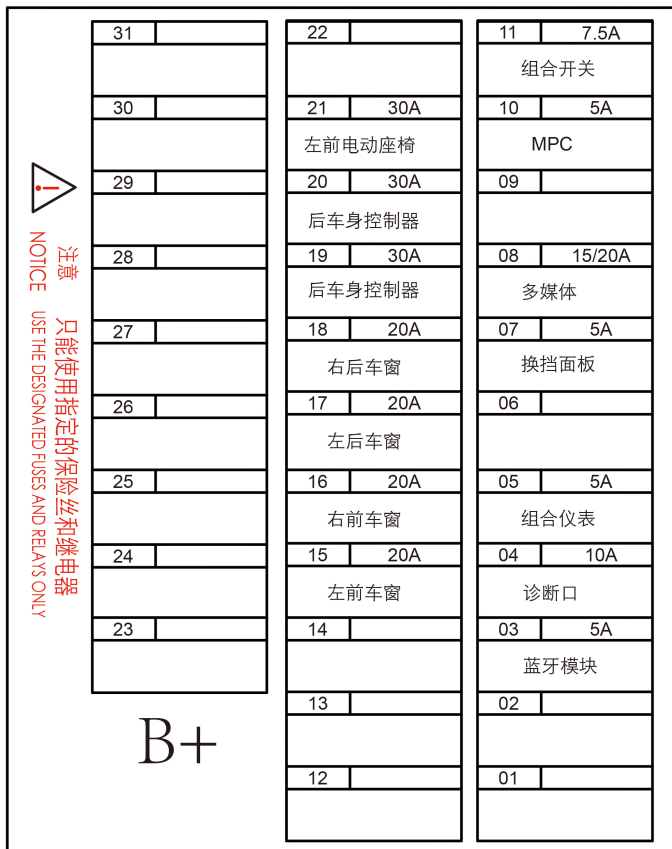 31
30
29
28
27
26
25
24
23
B+
22
21 30A
左前电动座椅
20 30A
后车身控制器
19 30A
后车身控制器
18 20A
右后车窗
17 20A
左后车窗
16 20A
右前车窗
15 20A
左前车窗
14
13
12
11 7.5A
组合开关
10 5A
MPC
09
08 15/20A
多媒体
07 5A
换挡面板
06
05 5A
组合仪表
04 10A
诊断口
03 5A
蓝牙模块
02
01
!
注意 只能使用指定的保险丝和继电器
NOTICE USE THE DESIGNATED FUSES AND RELAYS ONLY